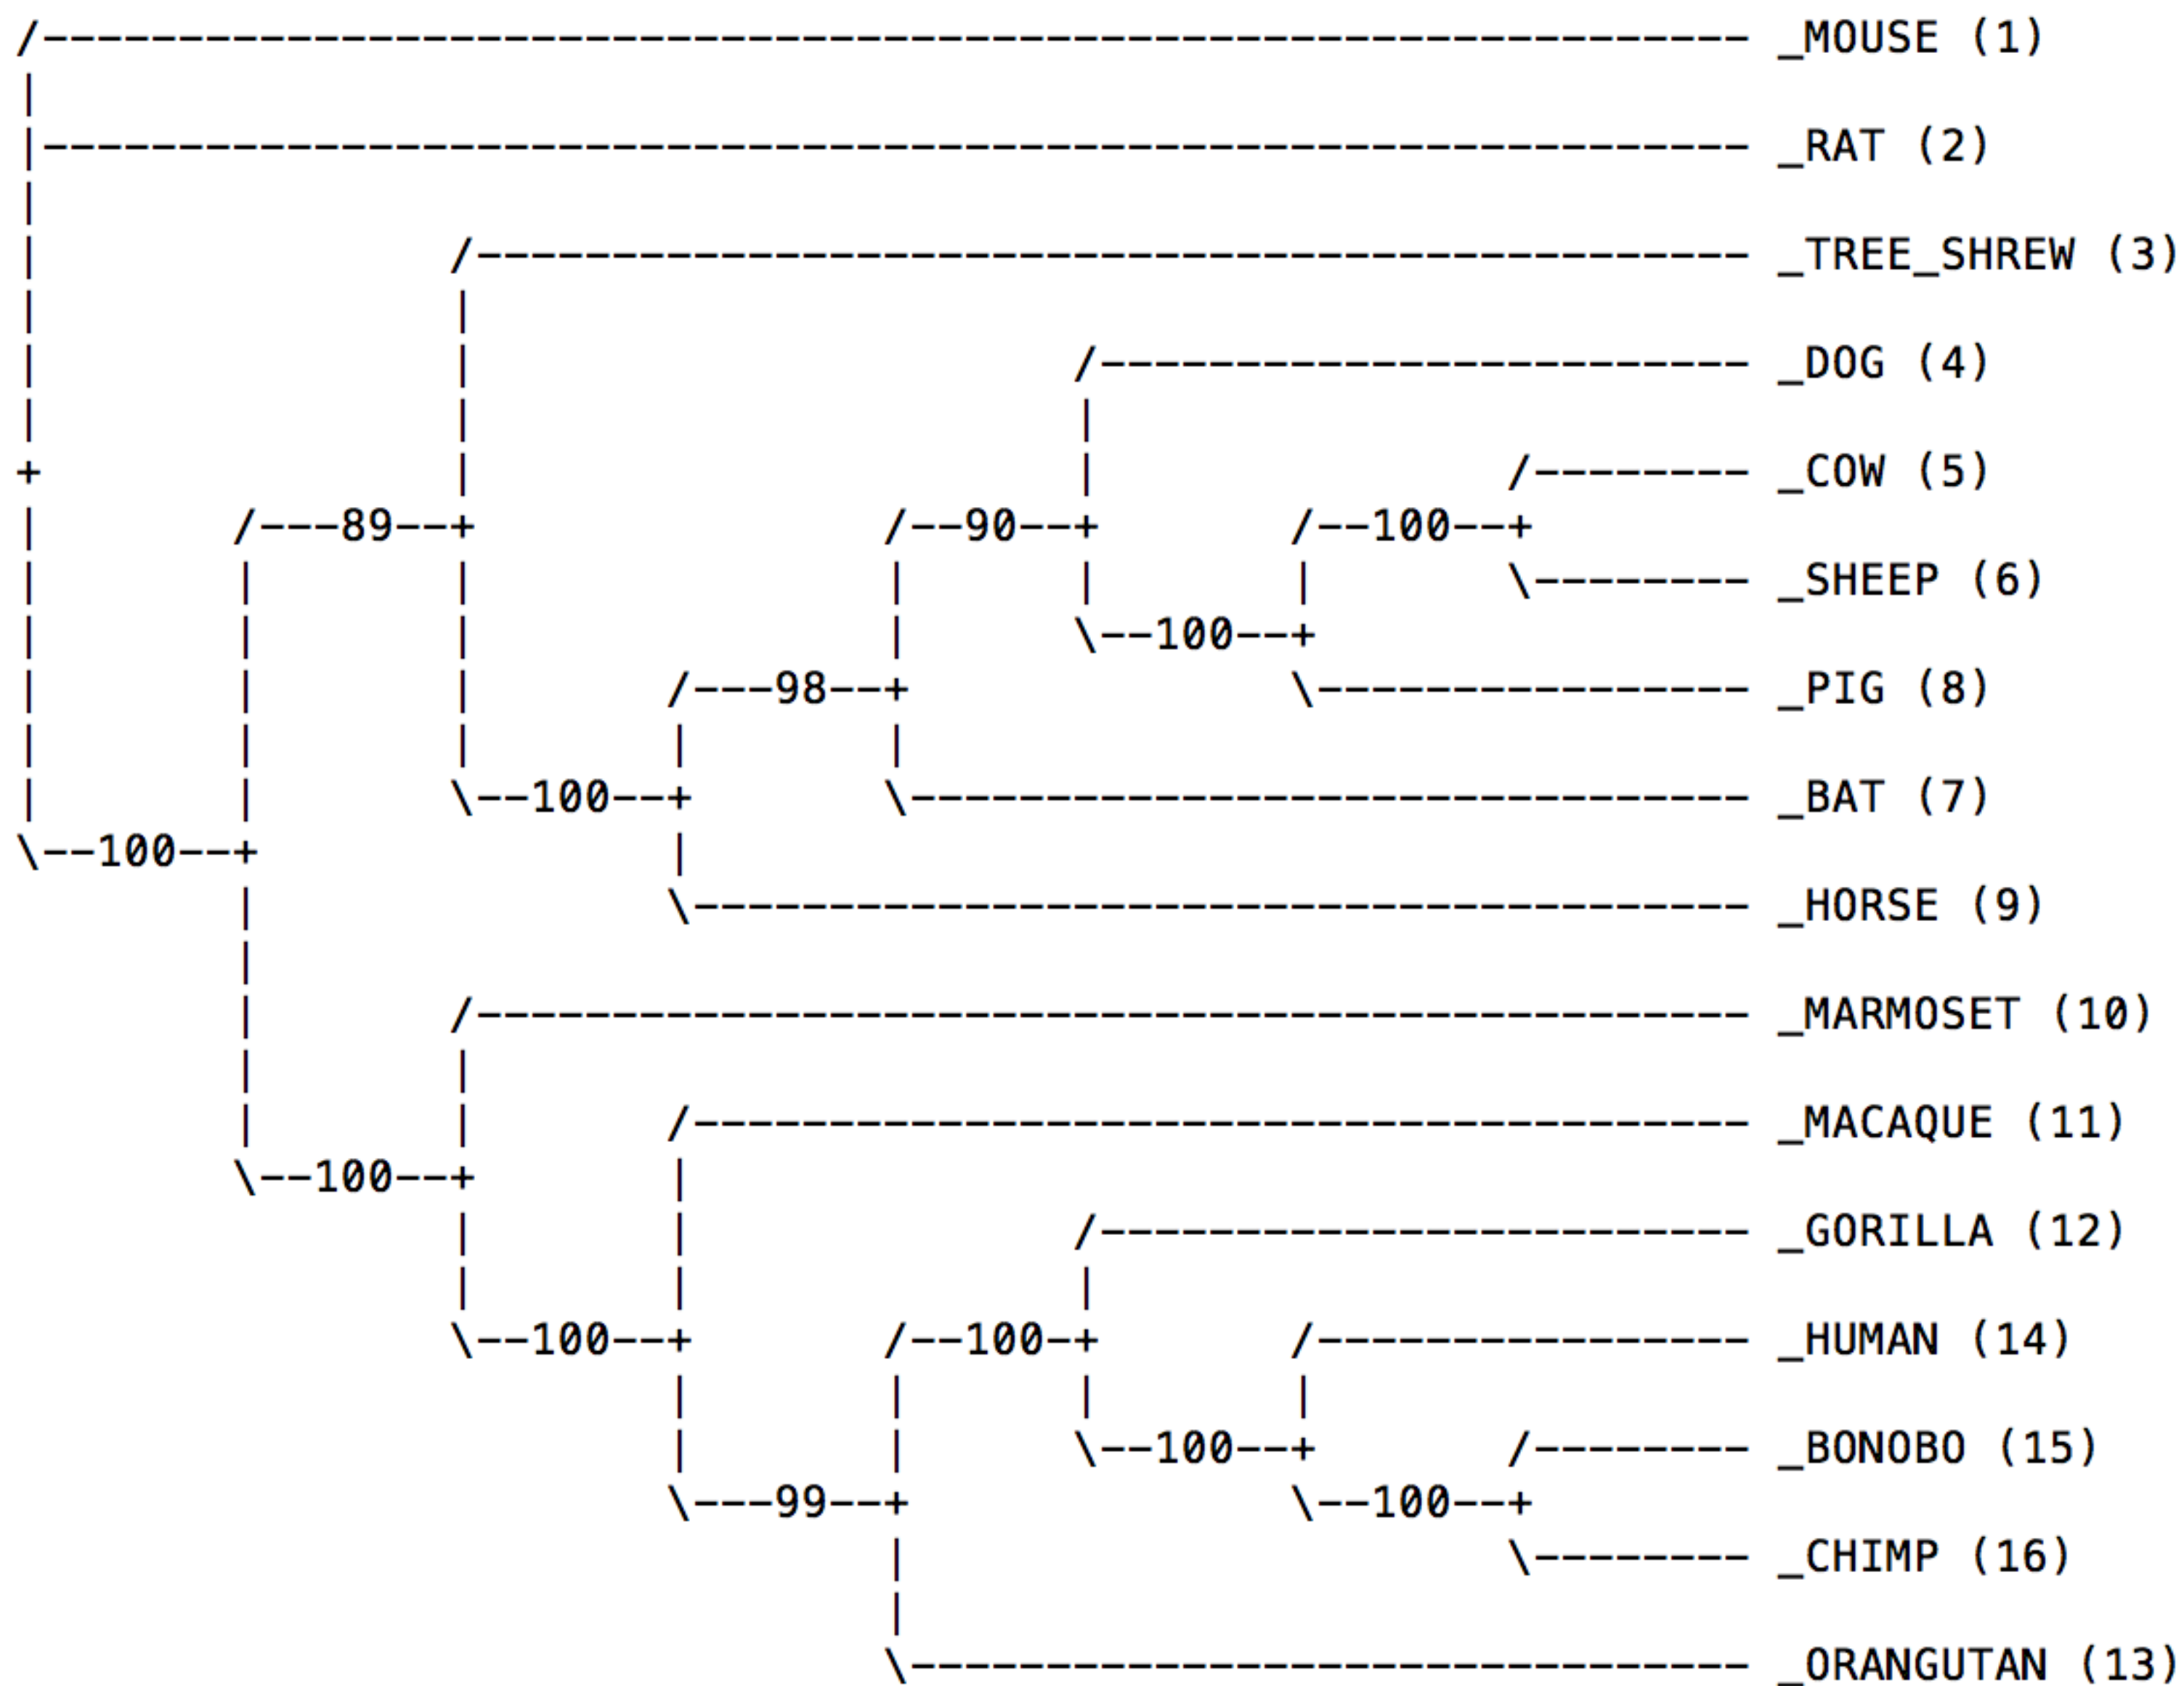 /--------------------------------------------------------------- _MOUSE (1)
|
|--------------------------------------------------------------- _RAT (2)
|
|               /----------------------------------------------- _TREE_SHREW (3)
|               |
|               |                      /------------------------ _DOG (4)
|               |                      |
+               |                      |               /-------- _COW (5)
|       /---89--+               /--90--+       /--100--+
|       |       |               |      |       |       \-------- _SHEEP (6)
|       |       |               |      \--100--+
|       |       |       /---98--+              \---------------- _PIG (8)
|       |       |       |       |
|       |       \--100--+       \------------------------------- _BAT (7)
\--100--+               |
        |               \--------------------------------------- _HORSE (9)
        |
        |       /----------------------------------------------- _MARMOSET (10)
        |       |
        |       |       /--------------------------------------- _MACAQUE (11)
        \--100--+       |
                |       |              /------------------------ _GORILLA (12)
                |       |              |
                \--100--+       /--100-+       /---------------- _HUMAN (14)
                        |       |      |       |
                        |       |      \--100--+       /-------- _BONOBO (15)
                        \---99--+              \--100--+
                                |                      \-------- _CHIMP (16)
                                |
                                \------------------------------- _ORANGUTAN (13)